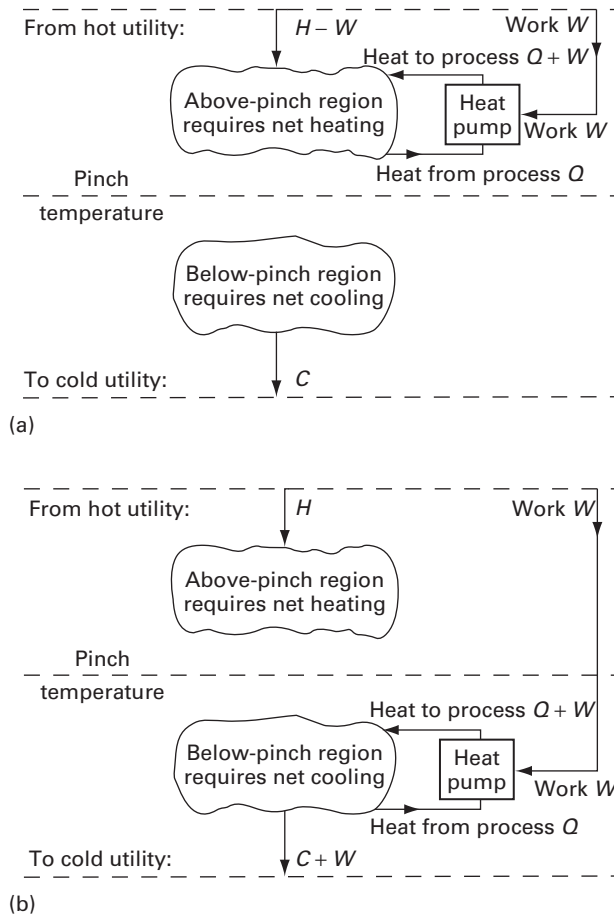 From hot utility:
H – W
Work W
Heat to process Q + W
Above-pinch region
requires net heating
Heat
pump
Work W
Heat from process Q
Pinch
temperature
Below-pinch region
requires net cooling
To cold utility:
C
(a)
From hot utility:
H
Work W
Above-pinch region
requires net heating
Pinch
temperature
Heat to process Q + W
Below-pinch region
requires net cooling
Heat
pump
Work W
Heat from process Q
To cold utility:
C + W
(b)